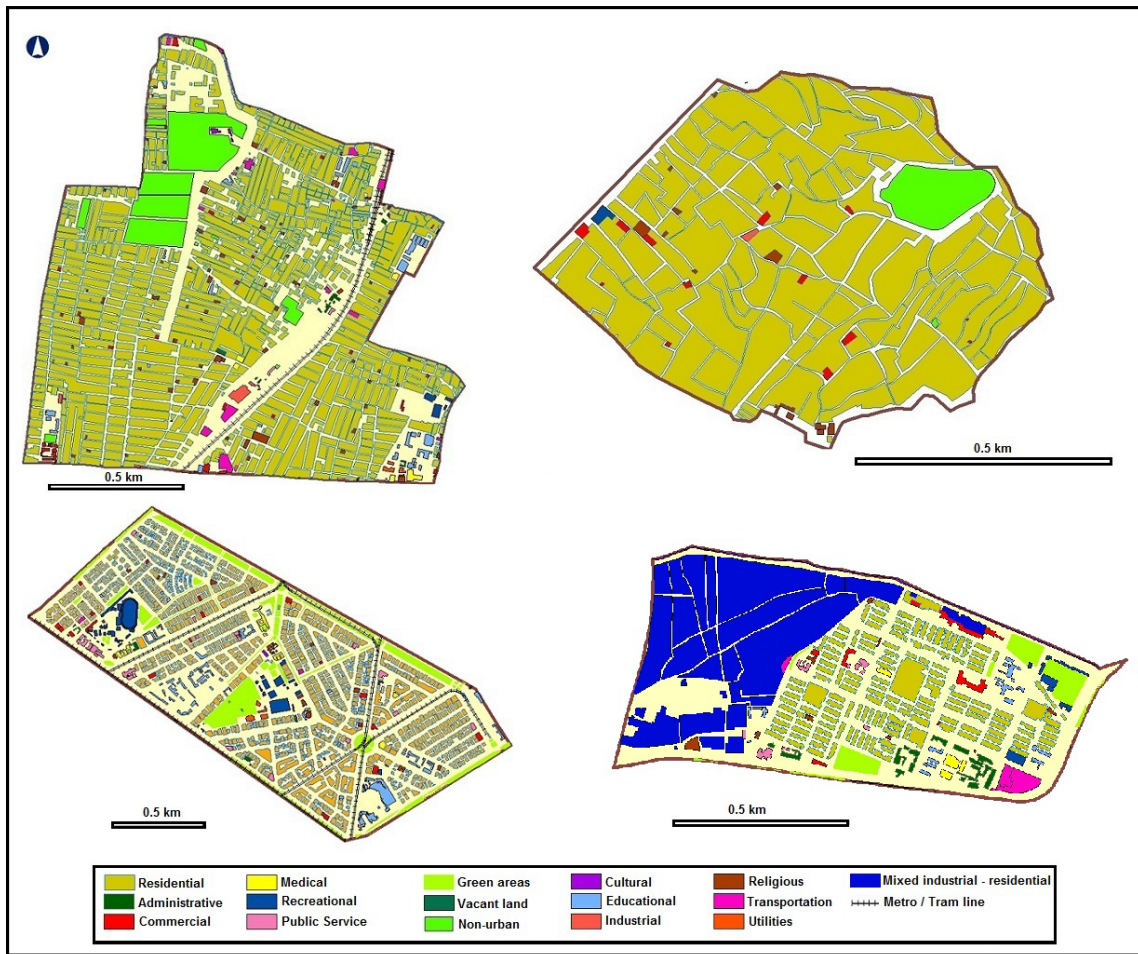 0.5 km
0.5 km
0.5 km
0.5 km
Residential
Medical
Green areas
Cultural
Religious
Mixed industrial - residential
Administrative
Recreational
Vacant land
Educational
Transportation
Metro / Tram line
Commercial
Public Service
Non-urban
Industrial
Utilities